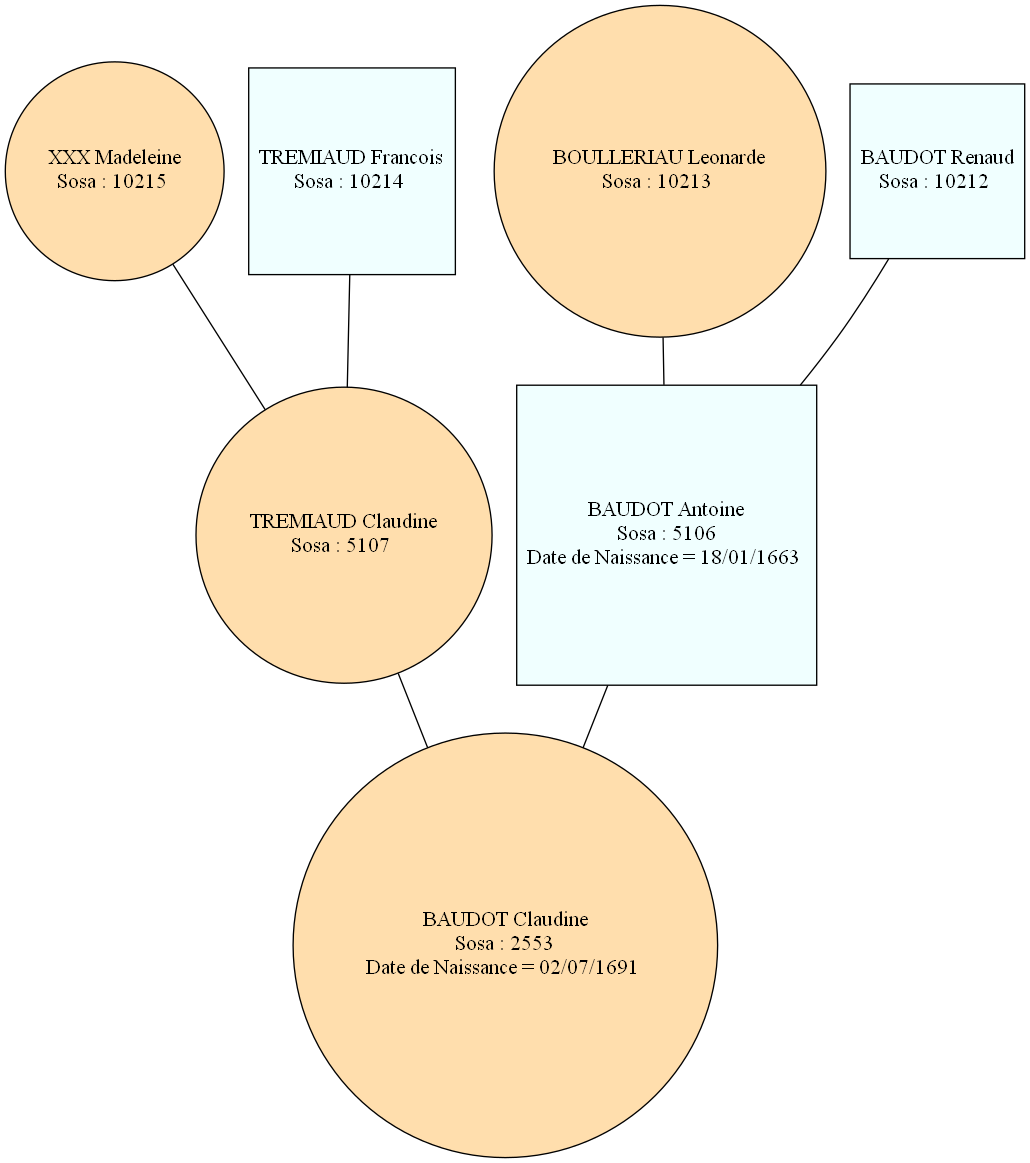 XXX Madeleine
Sosa : 10215
TREMIAUD Francois
Sosa : 10214
BOULLERIAU Leonarde
Sosa : 10213
BAUDOT Renaud
Sosa : 10212
TREMIAUD Claudine
Sosa : 5107
BAUDOT Antoine
Sosa : 5106
Date de Naissance = 18/01/1663
BAUDOT Claudine
Sosa : 2553
Date de Naissance = 02/07/1691